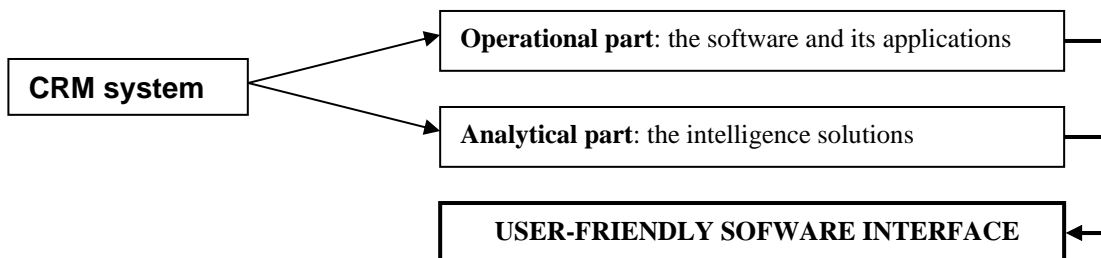 Operational part: the software and its applications
CRM system
Analytical part: the intelligence solutions
USER-FRIENDLY SOFWARE INTERFACE